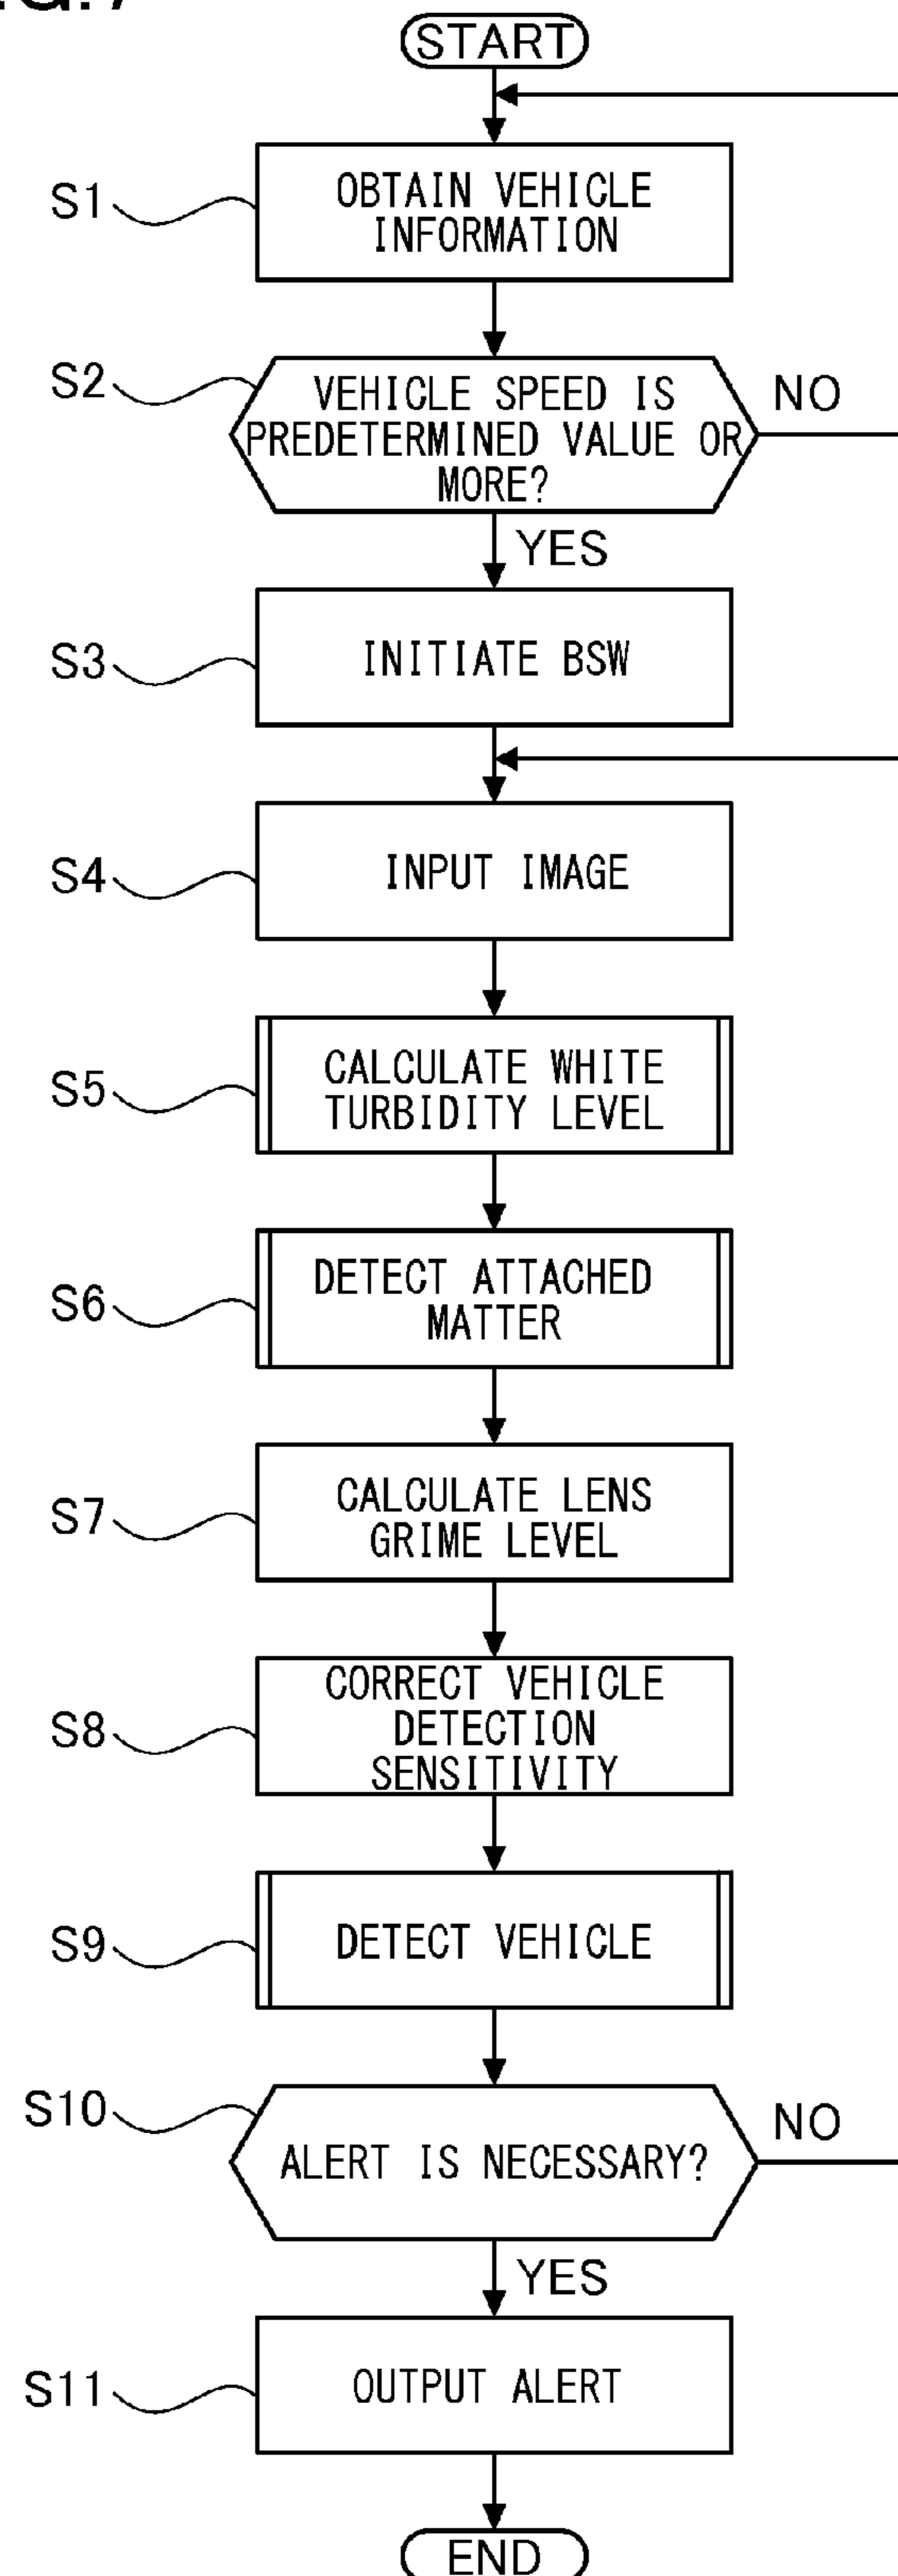 START
S1
OBTAIN VEHICLE
INFORMATION
S2
VEHICLE SPEED IS
PREDETERMINED VALUE OR
MORE?
NO
YES
S3
INITIATE BSW
S4
INPUT IMAGE
S5
CALCULATE WHITE
TURBIDITY LEVEL
S6
DETECT ATTACHED
MATTER
S7
CALCULATE LENS
GRIME LEVEL
S8
CORRECT VEHICLE
DETECTION
SENSITIVITY
S9
DETECT VEHICLE
S10
ALERT IS NECESSARY?
NO
YES
S11
OUTPUT ALERT
END